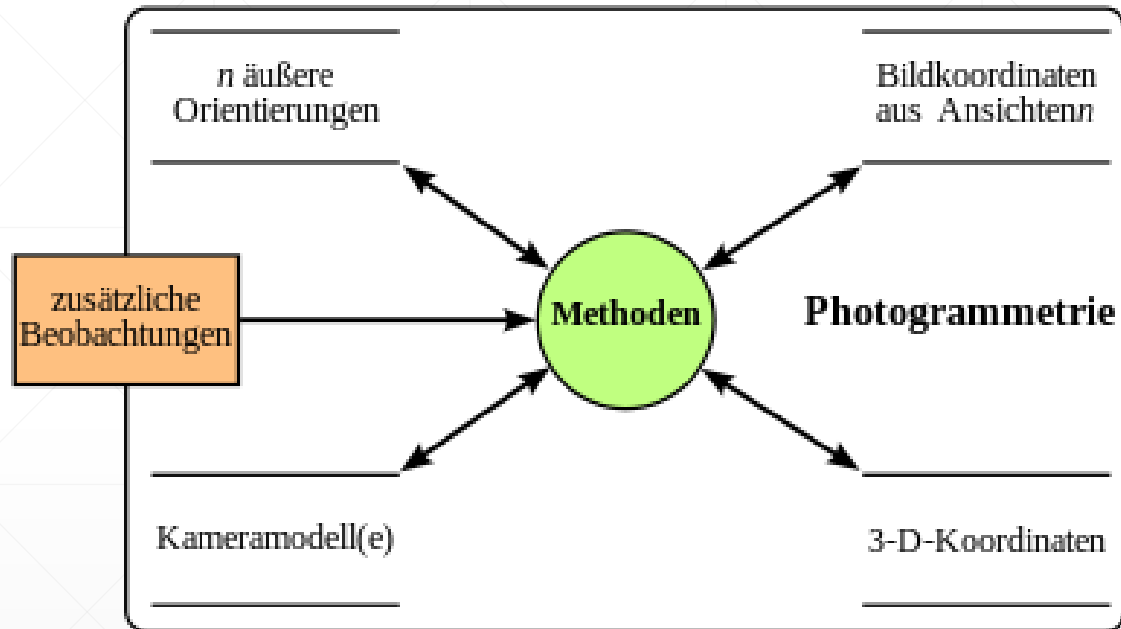 n äußere
Orientierungen
Bildkoordinaten
aus Ansichtenn
zusätzliche
Beobachtungen
Methoden
Photogrammetrie
Kameramodell(e)
3-D-Koordinaten